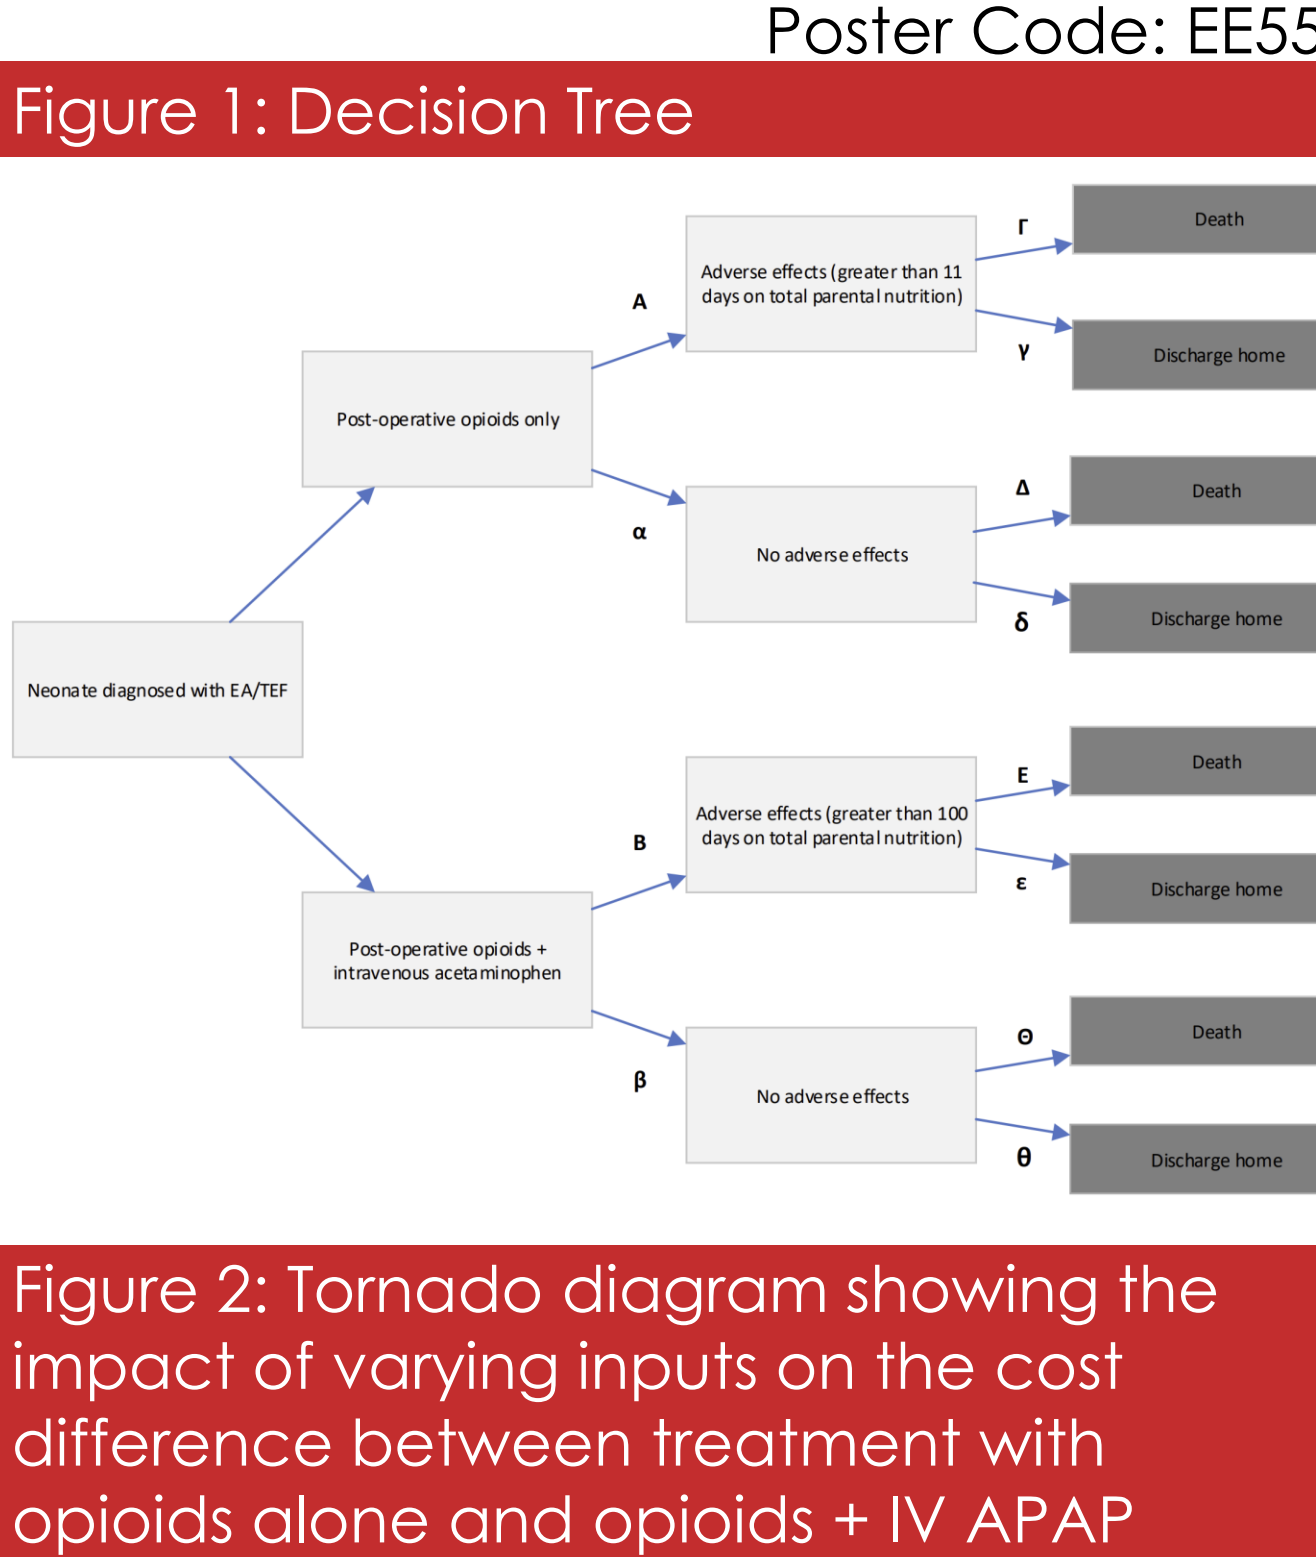 Poster Code: EE55
Figure 1: Decision Tree
Death
Γ
Adverse effects (greater than 11
days on total parental nutrition)
A
γ
Discharge home
Post-operative opioids only
Δ
Death
α
No adverse effects
δ
Discharge home
Neonate diagnosed with EA/TEF
E
Death
Adverse effects (greater than 100
days on total parental nutrition)
B
ε
Discharge home
Post-operative opioids +
intravenous acetaminophen
Θ
Death
β
No adverse effects
θ
Discharge home
Figure 2: Tornado diagram showing the
impact of varying inputs on the cost
difference between treatment with
opioids alone and opioids + IV APAP